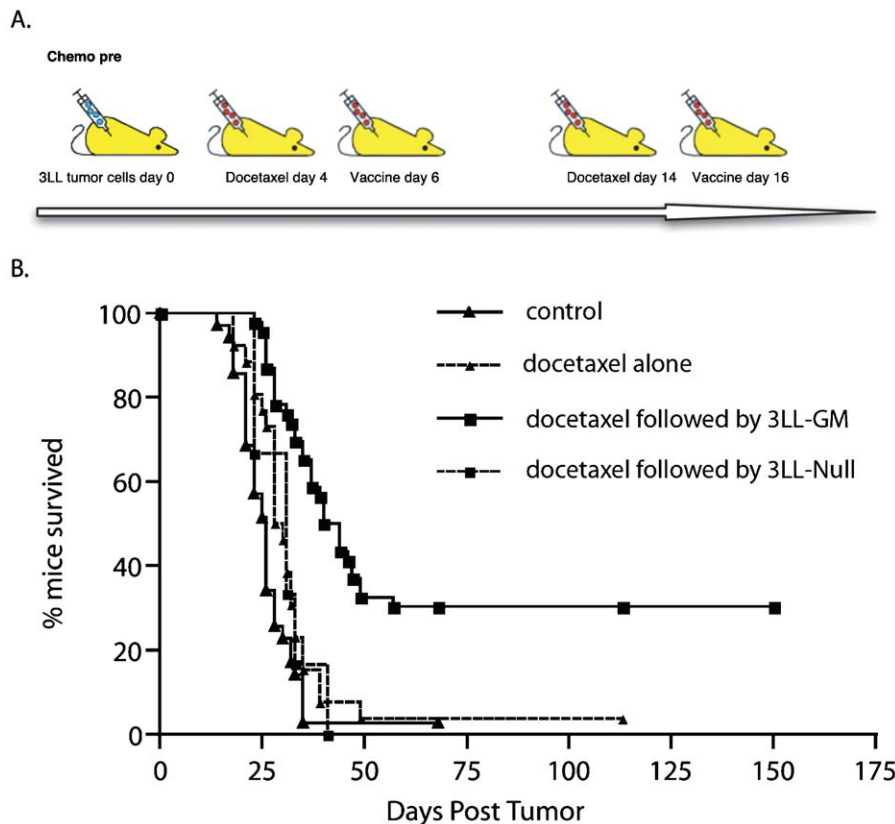 A.
Chemo pre
3LL tumor cells day 0 Docetaxel day 4 Vaccine day 6 Docetaxel day 14 Vaccine day 16
B.
100
80
60
40
20
0
% mice survived
control
docetaxel alone
docetaxel followed by 3LL-GM
docetaxel followed by 3LL-Null
0 25 50 75 100 125 150 175
Days Post Tumor